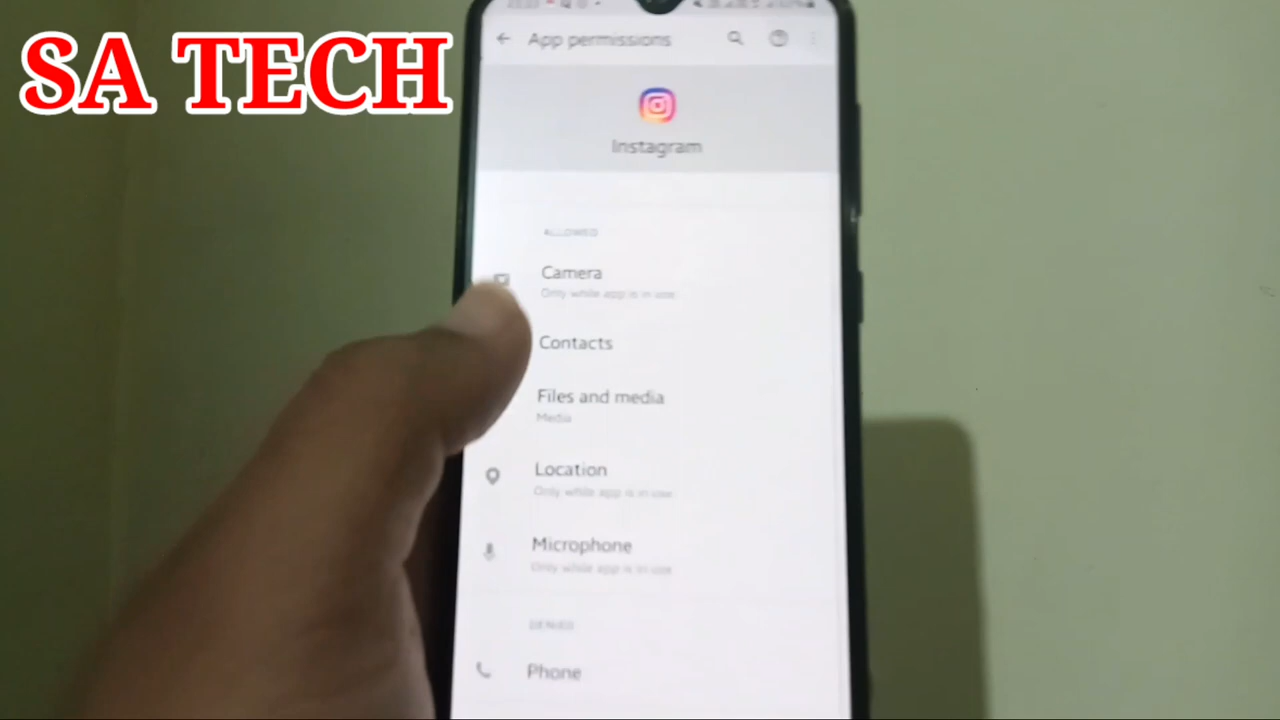 SA TECH
App permissions
Instagram
ALLOWED
Camera
Only while app is in use
Contacts
Files and media
Media
Location
Only while app is in use
Microphone
Only while app is in use
DENIED
Phone